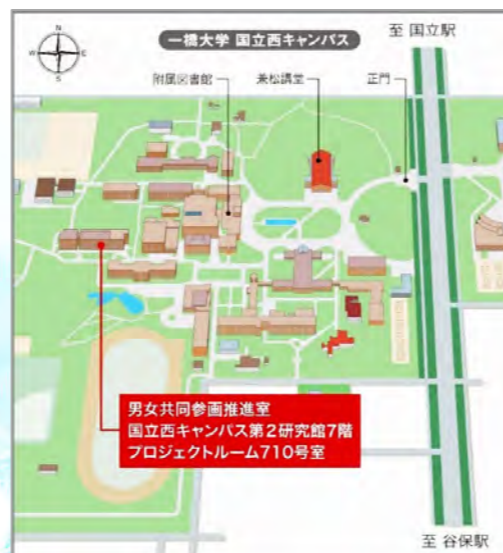 一橋大学 国立西キャンパス
至 国立駅
N
W
E
S
附属図書館
兼松講堂
正門
男女共同参画推進室
国立西キャンパス第2研究館7階
プロジェクトルーム710号室
至 谷保駅